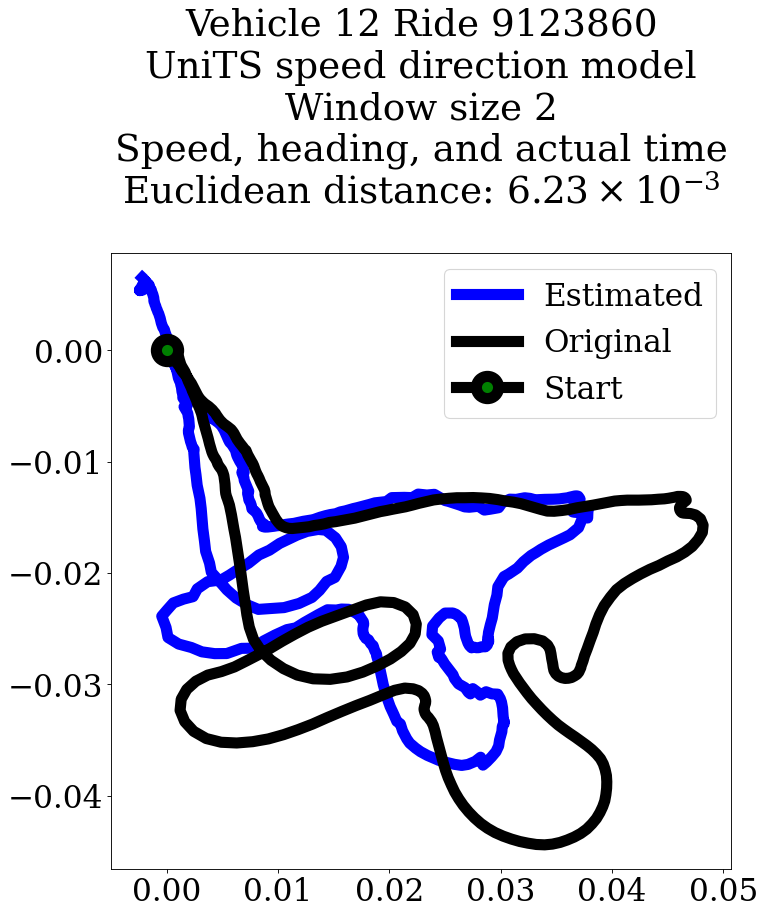 Vehicle 12 Ride 9123860
UniTS speed direction model
Window size 2
Speed, heading, and actual time
Euclidean distance: 6.23 × 10⁻³
Estimated
Original
Start
0.00
−0.01
−0.02
−0.03
−0.04
0.00 0.01 0.02 0.03 0.04 0.05